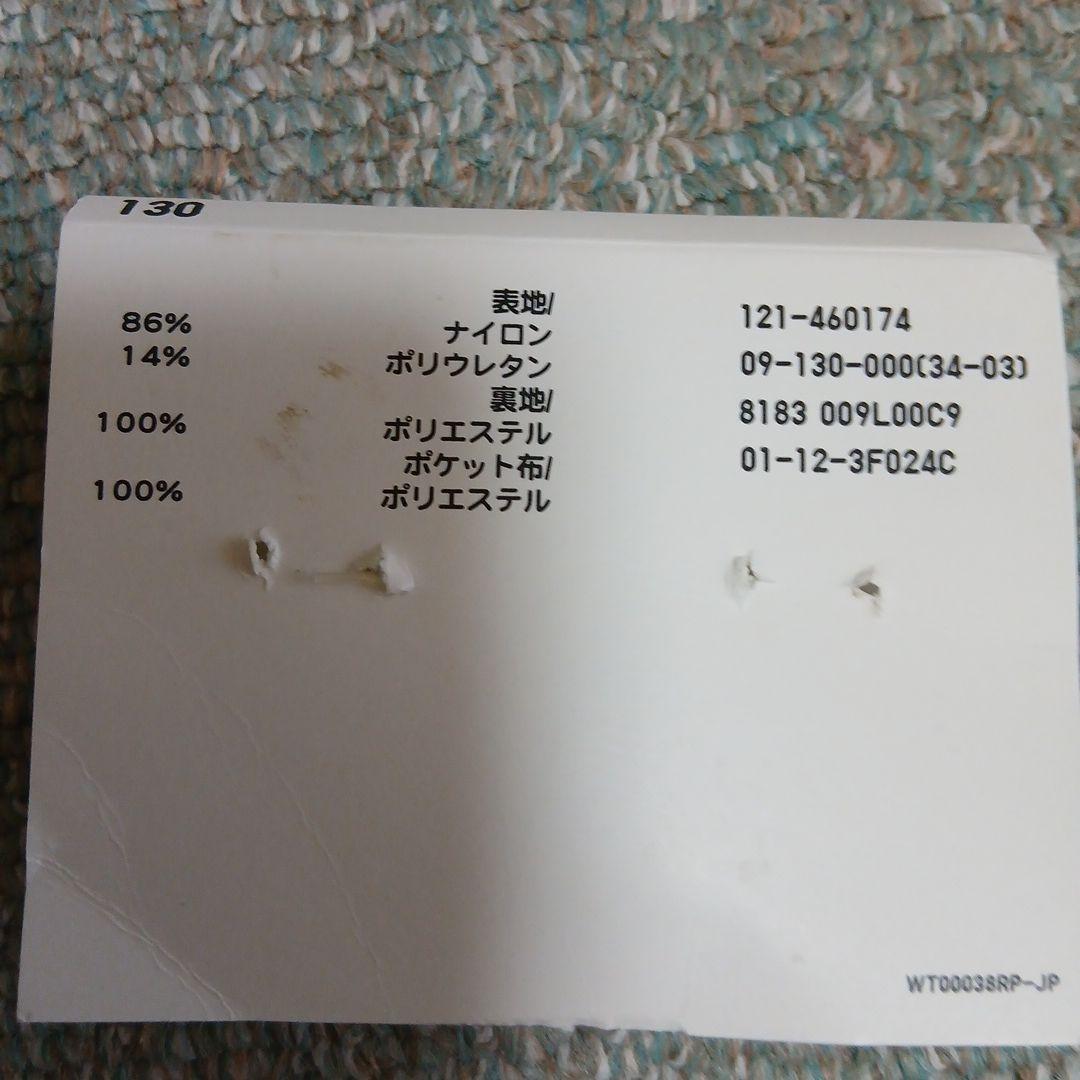 130
表地/
86% ナイロン
14% ポリウレタン
裏地/
100% ポリエステル
ポケット布/
100% ポリエステル
121-460174
09-130-000(34-03)
8183 009L00C9
01-12-3F024C
WT00038RP-JP